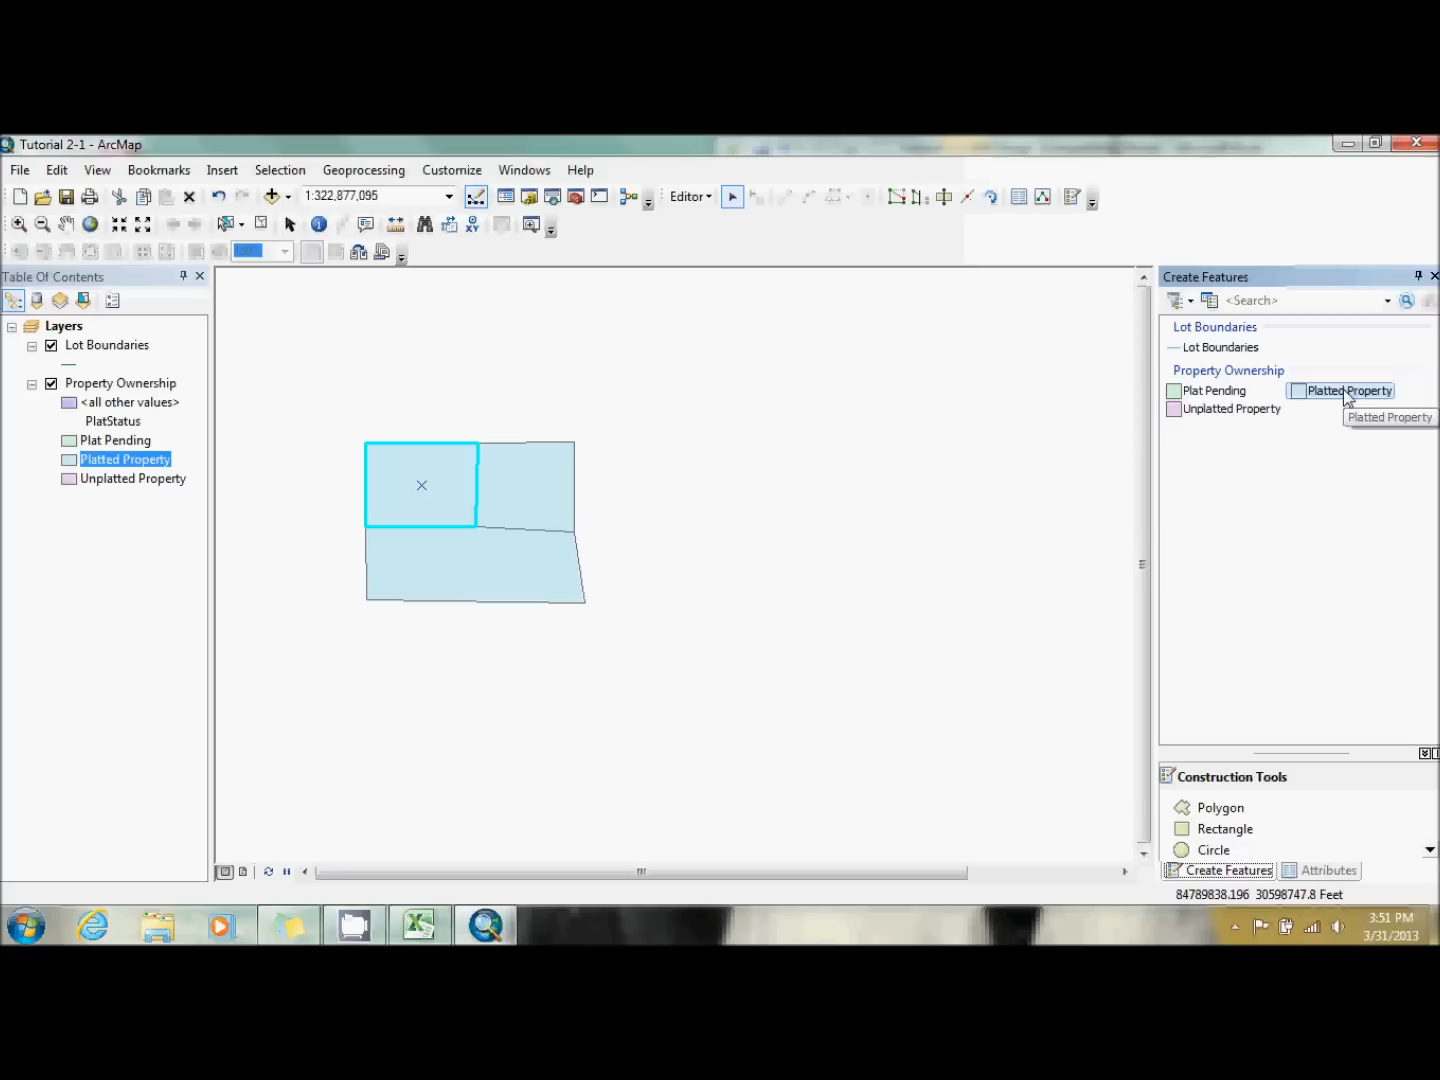 Tutorial 2-1 - ArcMap
File Edit View Bookmarks Insert Selection Geoprocessing Customize Windows Help
1:322,877,095 Editor
Table Of Contents
Layers
Lot Boundaries
Property Ownership
<all other values>
PlatStatus
Plat Pending
Platted Property
Unplatted Property
Create Features
<Search>
Lot Boundaries
Lot Boundaries
Property Ownership
Plat Pending Platted Property
Unplatted Property
Platted Property
Construction Tools
Polygon
Rectangle
Circle
Create Features Attributes
84789838.196 30598747.8 Feet
3:51 PM
3/31/2013